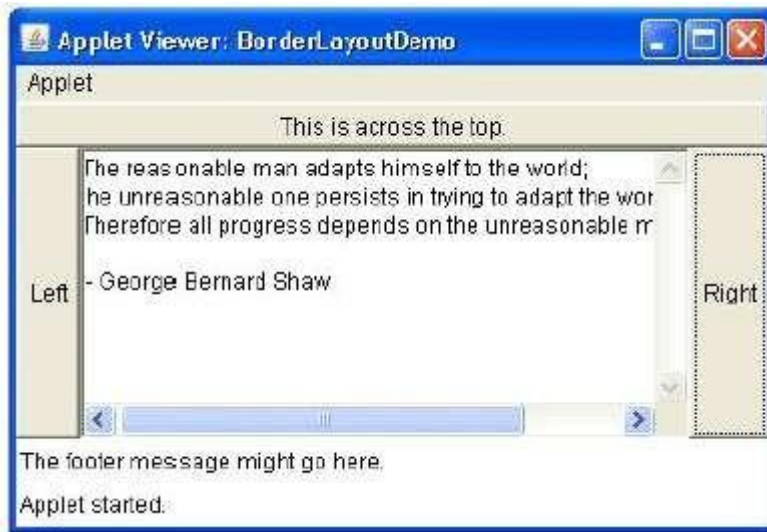 Applet Viewer: BorderLayoutDemo
Applet
This is across the top.
The reasonable man adapts himself to the world;
he unreasonable one persists in trying to adapt the wor
Therefore all progress depends on the unreasonable m
- George Bernard Shaw
Left
Right
The footer message might go here.
Applet started.